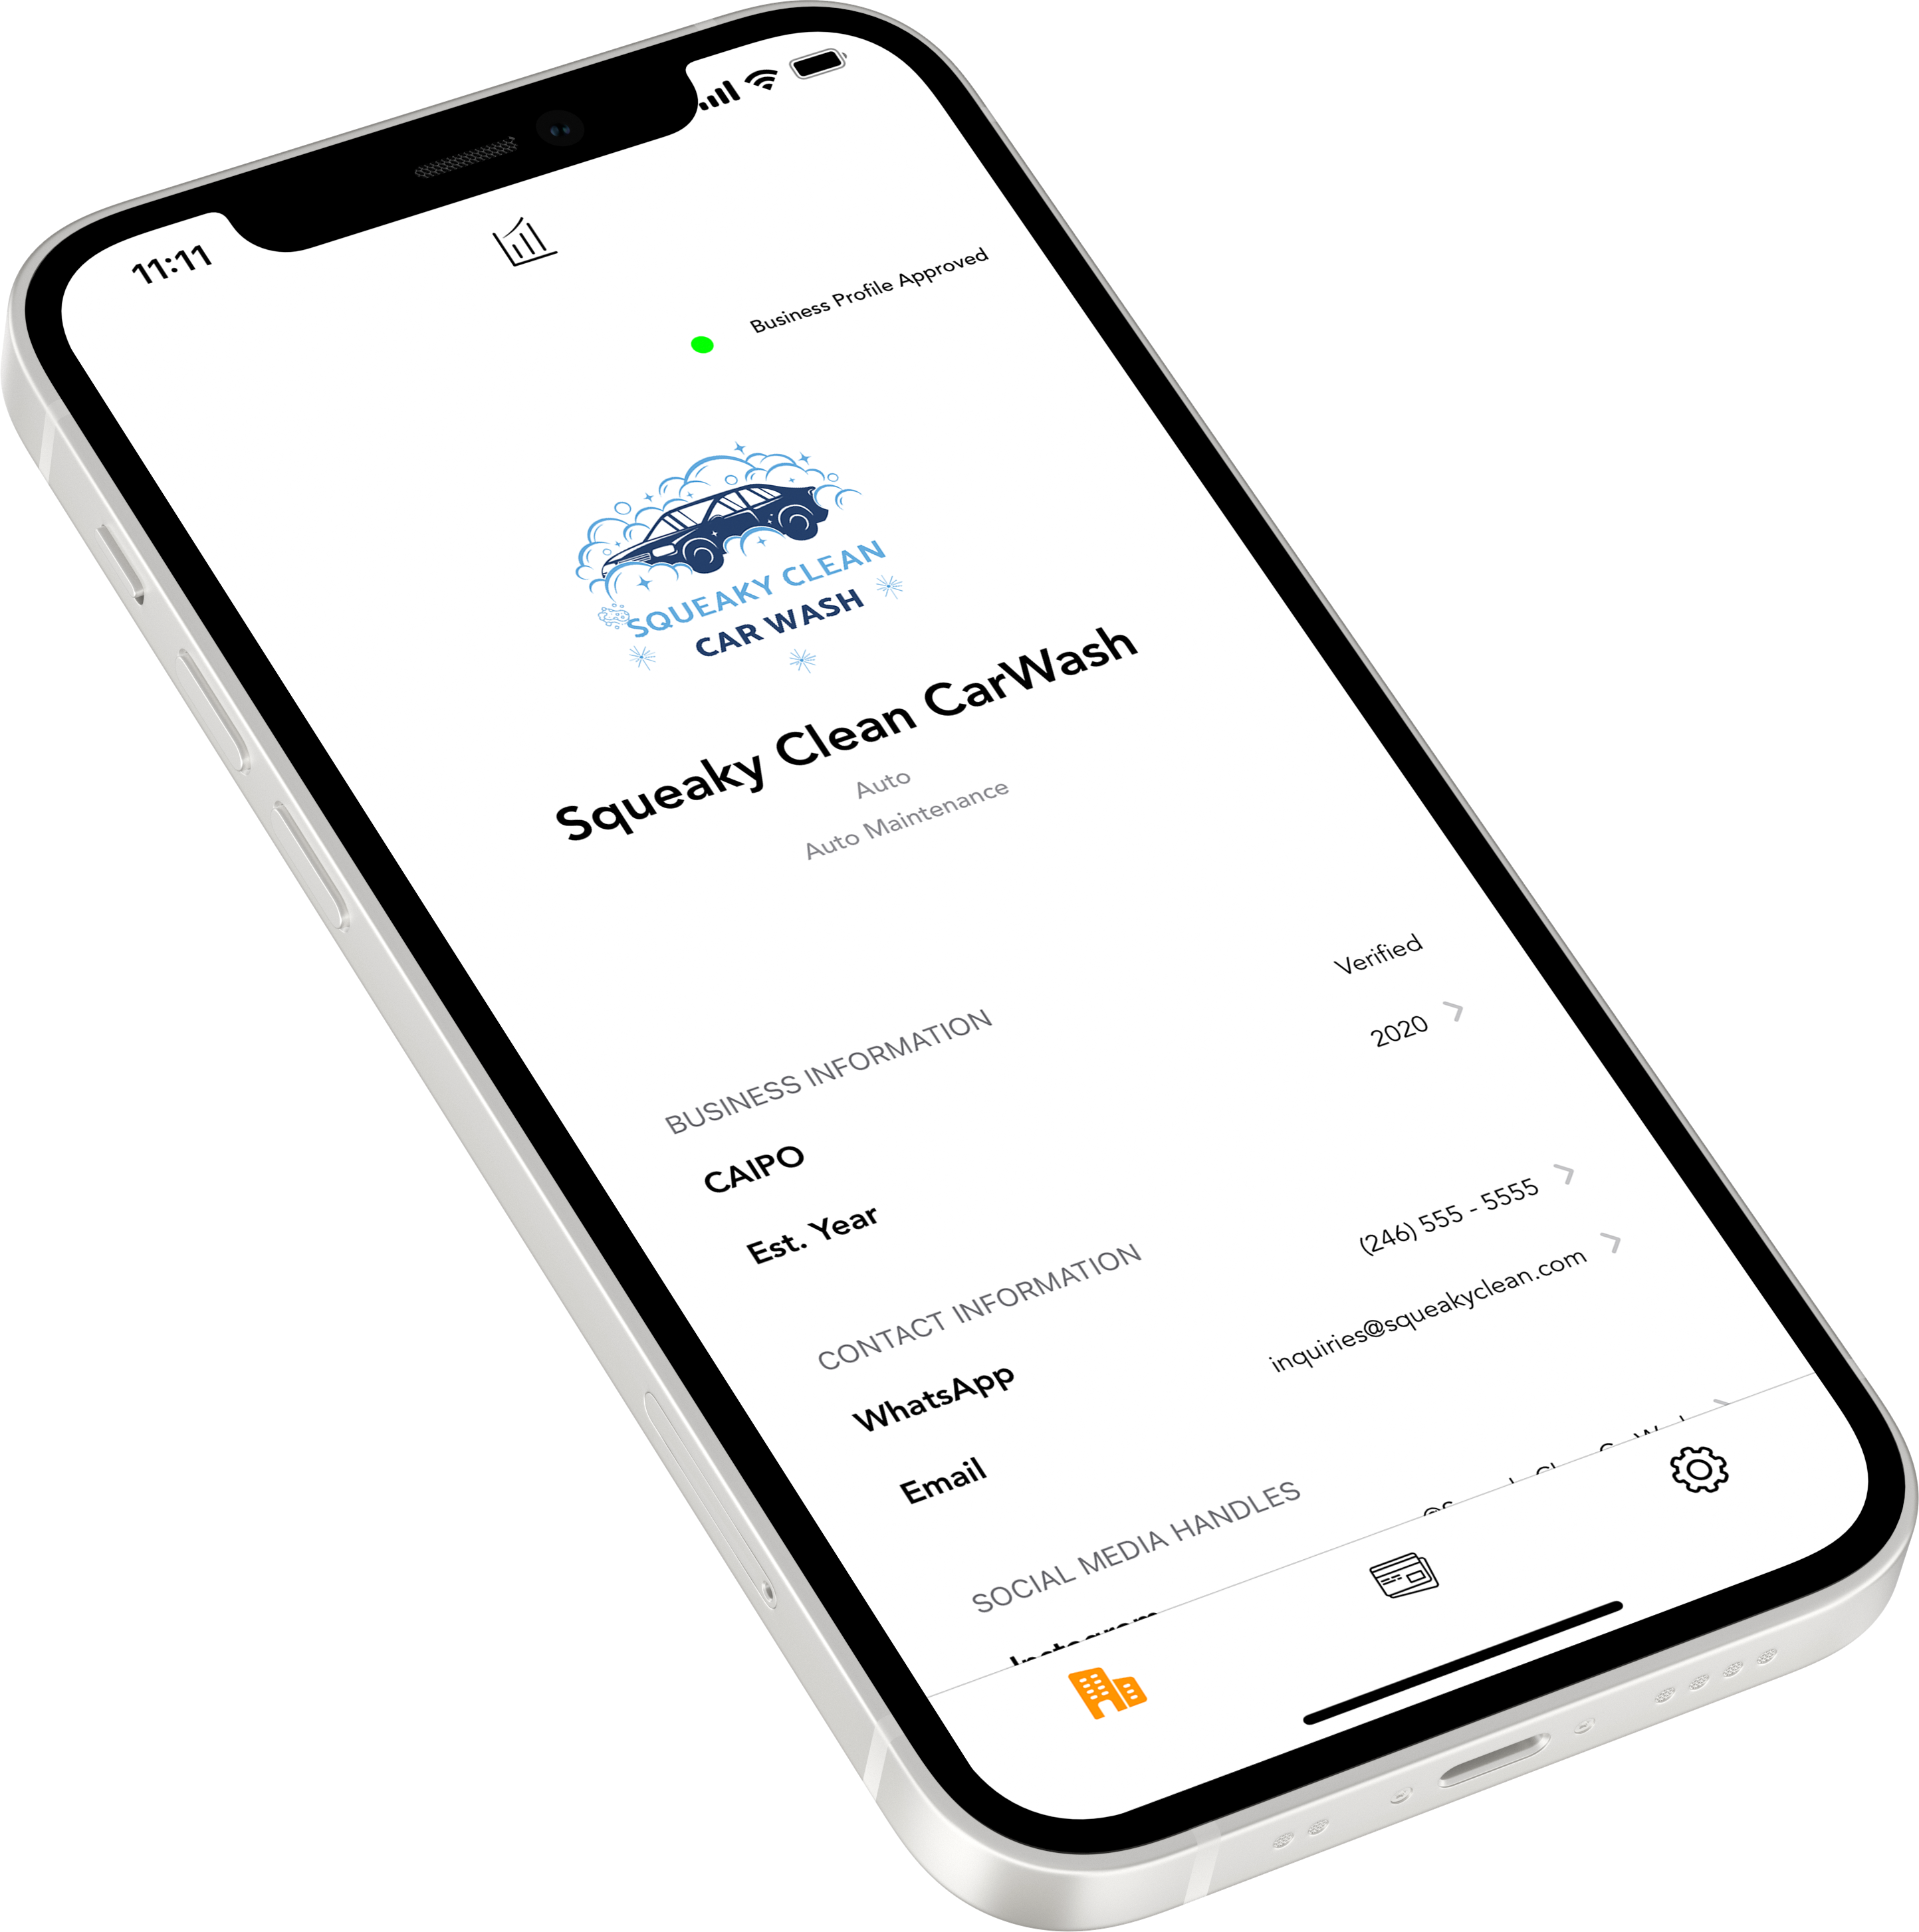 11:11
Business Profile Approved
SQUEAKY CLEAN
CAR WASH
Squeaky Clean CarWash
Auto
Auto Maintenance
BUSINESS INFORMATION
CAIPO Verified
Est. Year 2020
CONTACT INFORMATION
WhatsApp (246) 555 - 5555
Email inquiries@squeakyclean.com
SOCIAL MEDIA HANDLES
Instagram